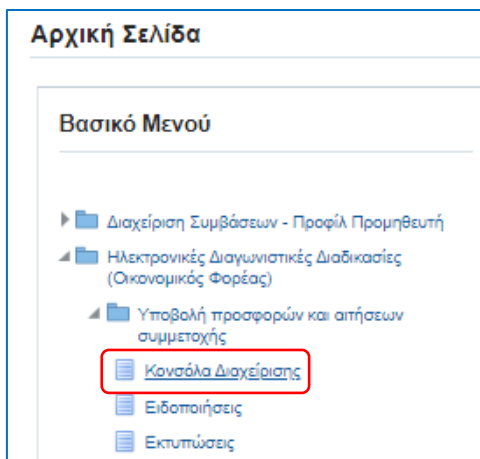 Αρχική Σελίδα
Βασικό Μενού
Διαχείριση Συμβάσεων - Προφίλ Προμηθευτή
Ηλεκτρονικές Διαγωνιστικές Διαδικασίες
(Οικονομικός Φορέας)
Υποβολή προσφορών και αιτήσεων
συμμετοχής
Κονσόλα Διαχείρισης
Ειδοποιήσεις
Εκτυπώσεις